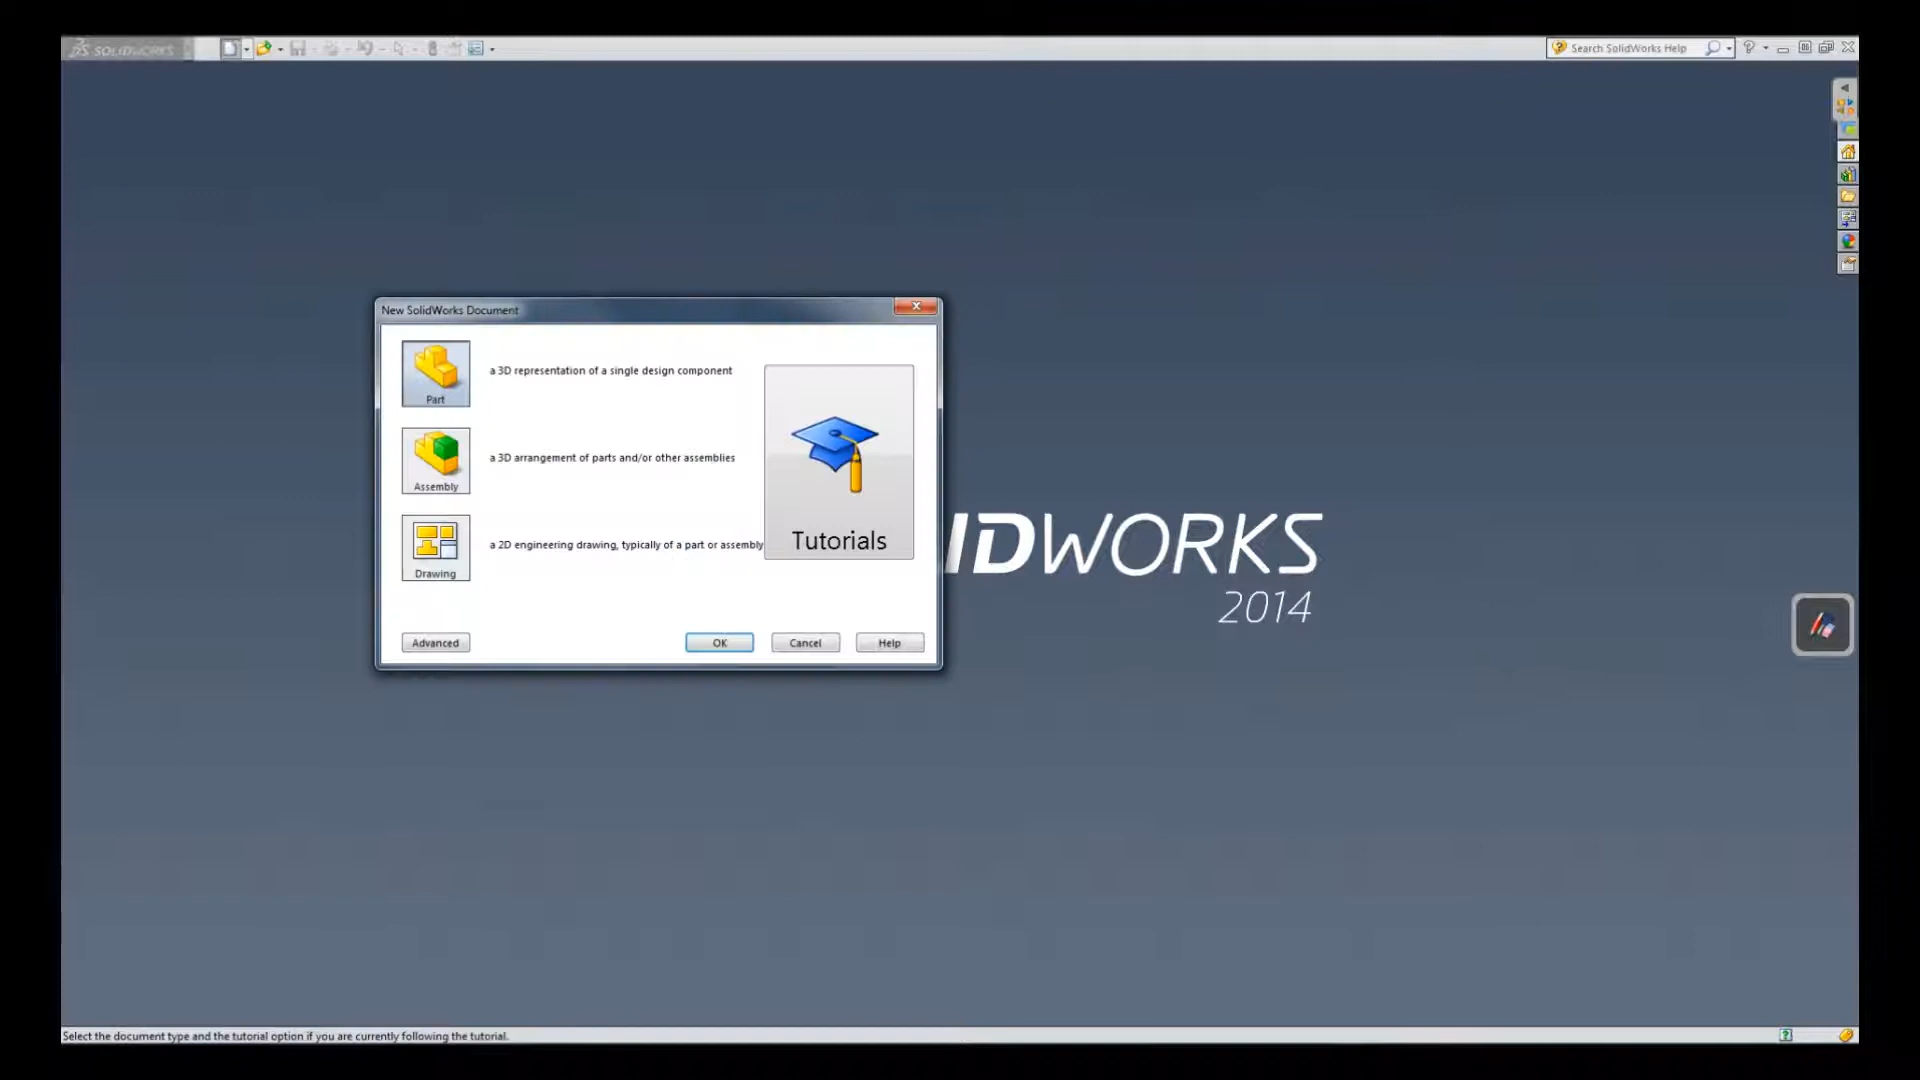 SOLIDWORKS
Search SolidWorks Help
New SolidWorks Document
Part
a 3D representation of a single design component
Assembly
a 3D arrangement of parts and/or other assemblies
Drawing
a 2D engineering drawing, typically of a part or assembly
Tutorials
Advanced
OK
Cancel
Help
IDWORKS
2014
Select the document type and the tutorial option if you are currently following the tutorial.